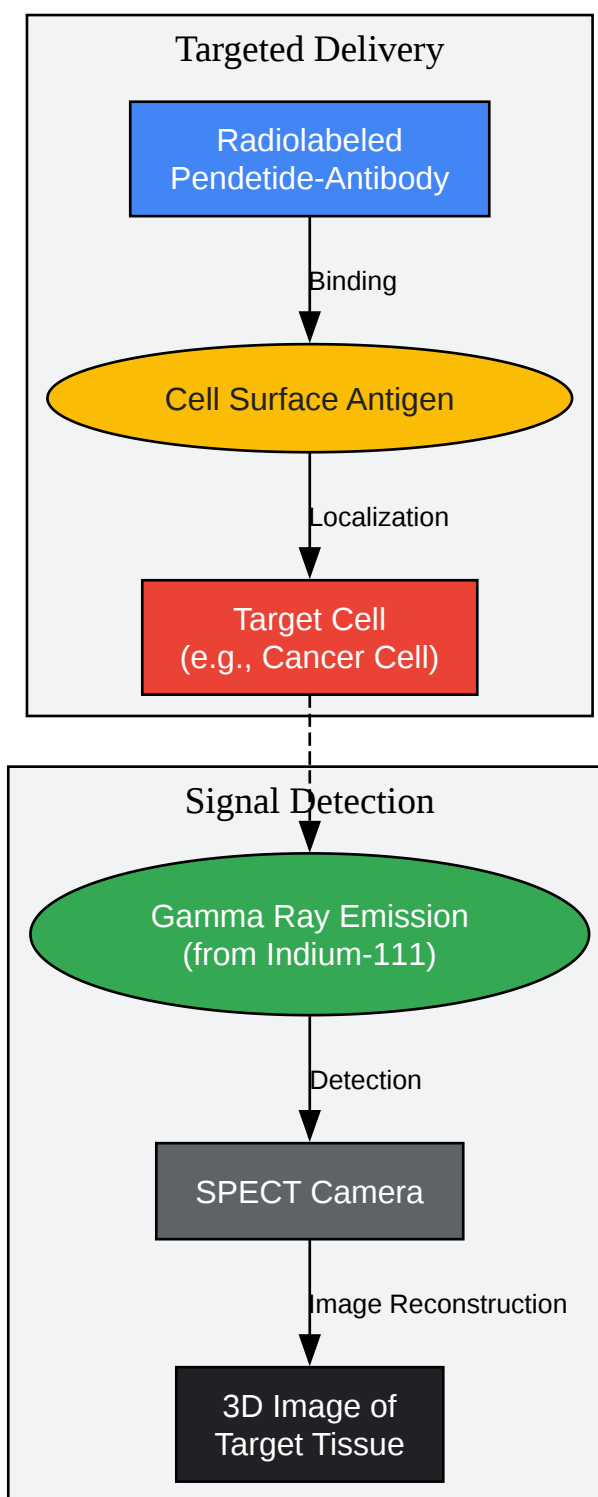 Targeted Delivery
Radiolabeled
Pendetide-Antibody
Binding
Cell Surface Antigen
Localization
Target Cell
(e.g., Cancer Cell)
Signal Detection
Gamma Ray Emission
(from Indium-111)
Detection
SPECT Camera
Image Reconstruction
3D Image of
Target Tissue